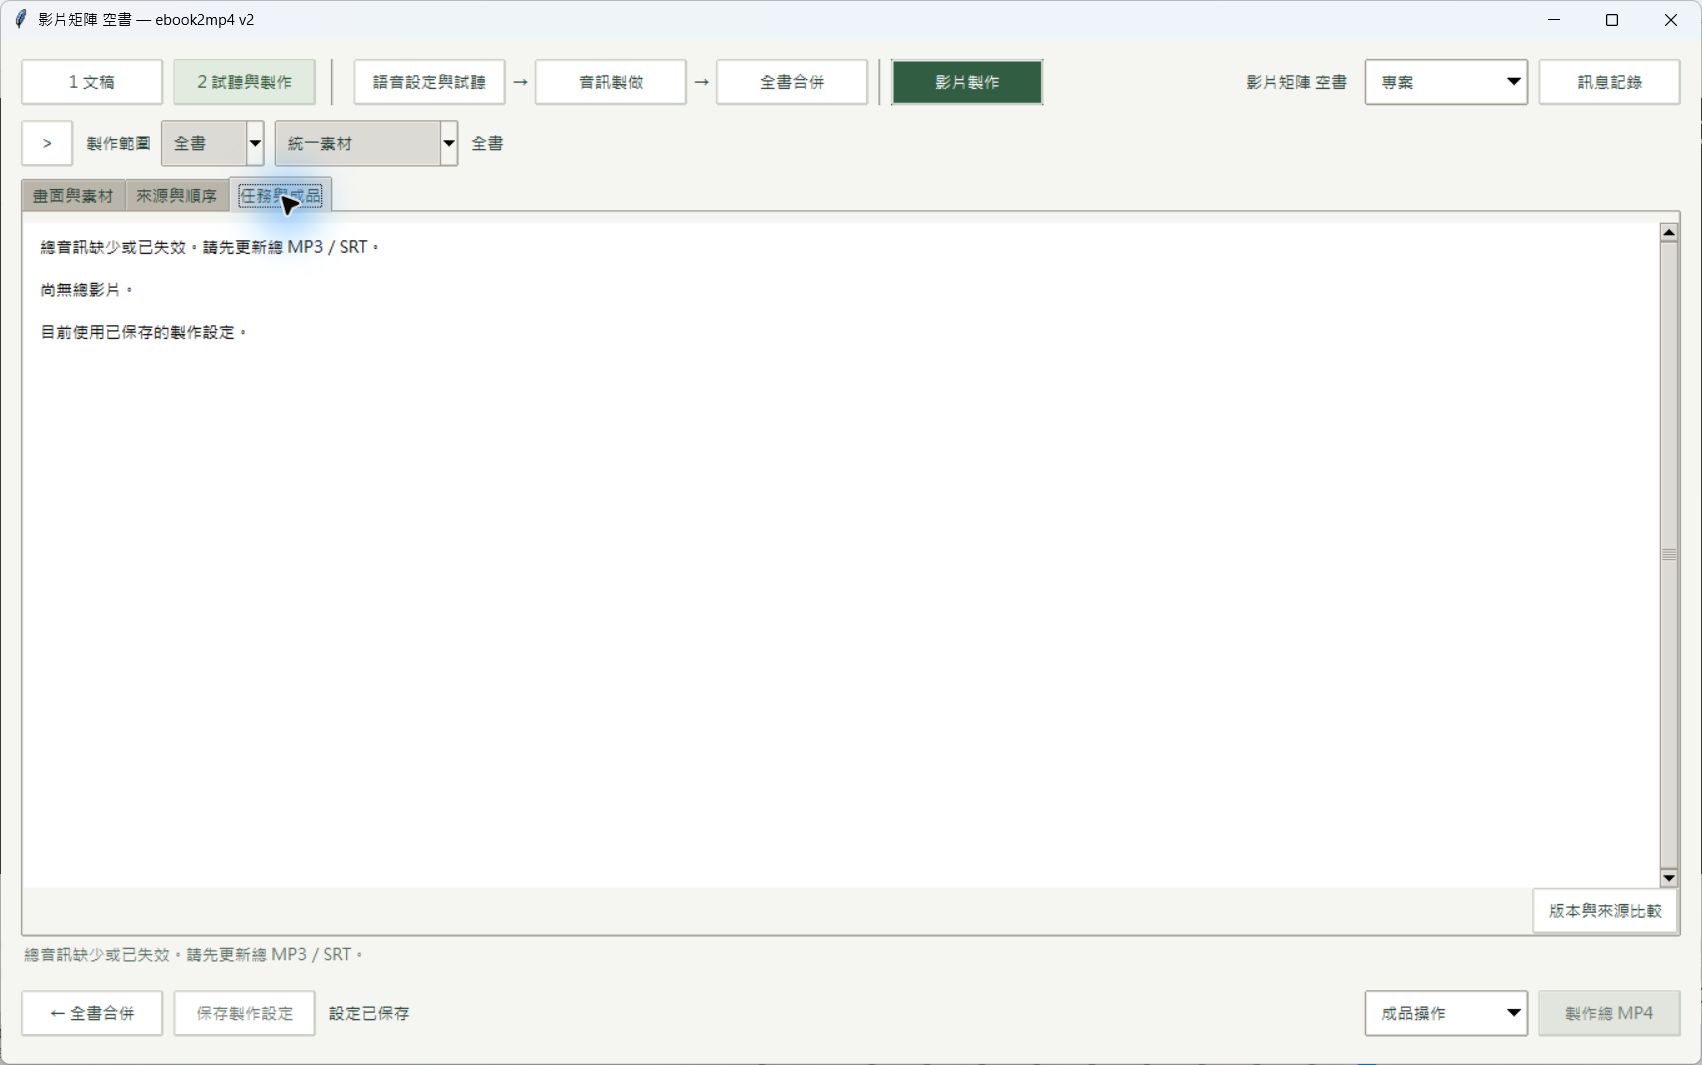 影片矩陣 空書 — ebook2mp4 v2
1 文稿 2 試聽與製作 語音設定與試聽 → 音訊製做 → 全書合併 影片製作 影片矩陣 空書 專案 訊息記錄
> 製作範圍 全書 統一素材 全書
畫面與素材 來源與順序 任務與成品
總音訊缺少或已失效。請先更新總 MP3 / SRT。
尚無總影片。
目前使用已保存的製作設定。
版本與來源比較
總音訊缺少或已失效。請先更新總 MP3 / SRT。
← 全書合併 保存製作設定 設定已保存 成品操作 製作總 MP4